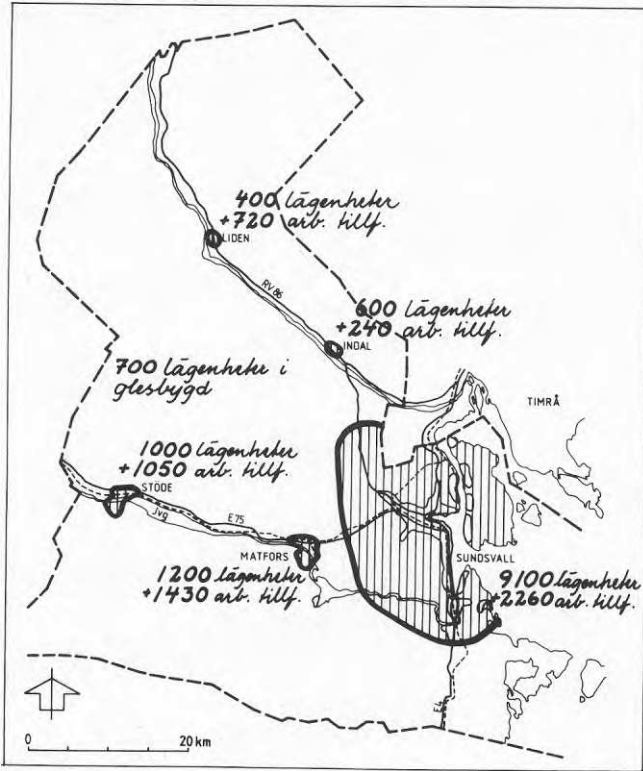 400 lägenheter
+720 arb. tillf.
LIDEN
RV 86
600 lägenheter
+240 arb. tillf.
INDAL
700 lägenheter i
glesbygd
TIMRÅ
1000 lägenheter
+1050 arb. tillf.
STÖDE
E75
Jvg
MATFORS
SUNDSVALL
1200 lägenheter
+1430 arb. tillf.
9100 lägenheter
+2260 arb. tillf.
E4
0 20 km